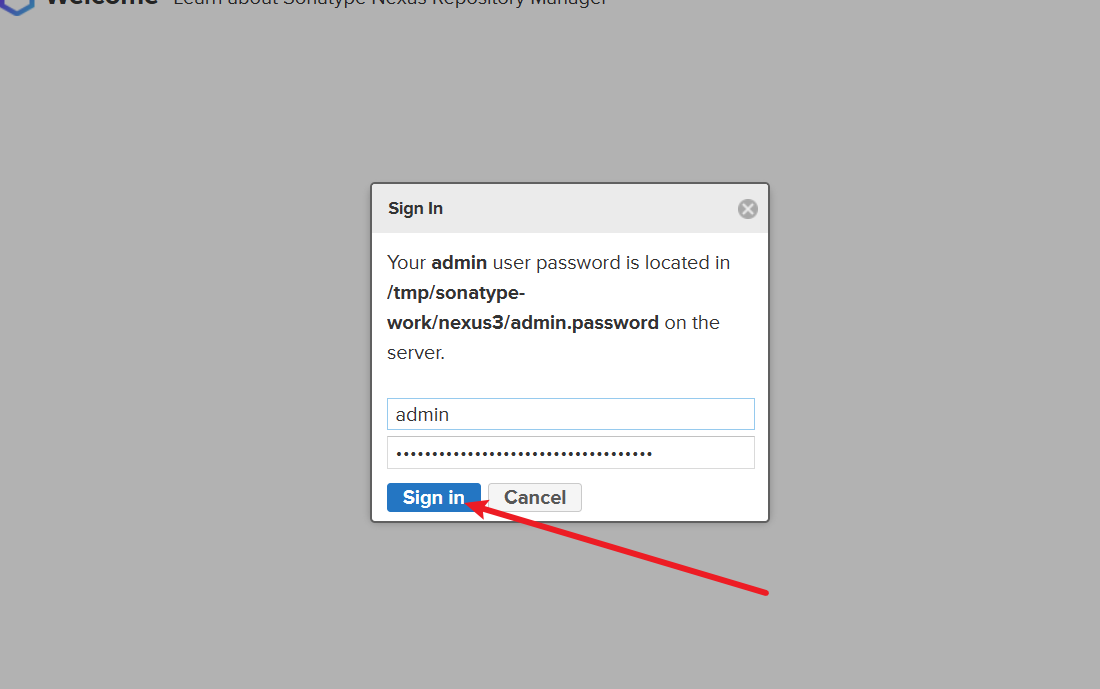 Welcome Learn about Sonatype Nexus Repository Manager
Sign In
Your admin user password is located in
/tmp/sonatype-
work/nexus3/admin.password on the
server.
admin
••••••••••••••••••••••••••••••••••••
Sign in Cancel